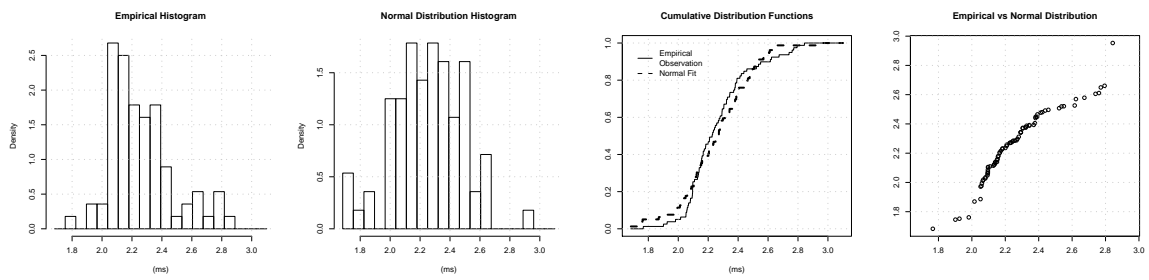 Empirical Histogram
Density
0.0 0.5 1.0 1.5 2.0 2.5
1.8 2.0 2.2 2.4 2.6 2.8 3.0
(ms)
Normal Distribution Histogram
Density
0.0 0.5 1.0 1.5
1.8 2.0 2.2 2.4 2.6 2.8 3.0
(ms)
Cumulative Distribution Functions
Empirical
Observation
Normal Fit
0.0 0.2 0.4 0.6 0.8 1.0
1.8 2.0 2.2 2.4 2.6 2.8 3.0
(ms)
Empirical vs Normal Distribution
1.8 2.0 2.2 2.4 2.6 2.8 3.0
1.8 2.0 2.2 2.4 2.6 2.8 3.0